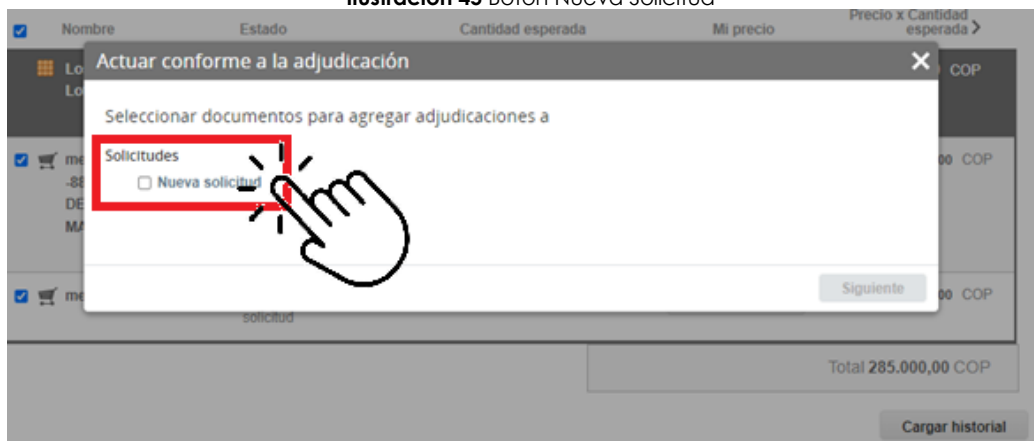 Ilustración 45 Botón Nueva Solicitud
Nombre Estado Cantidad esperada Mi precio Precio x Cantidad
esperada
Actuar conforme a la adjudicación
COP
Seleccionar documentos para agregar adjudicaciones a
Solicitudes
Nueva solicitud
00 COP
DE
Siguiente
00 COP
solicitud
Total 285.000,00 COP
Cargar historial